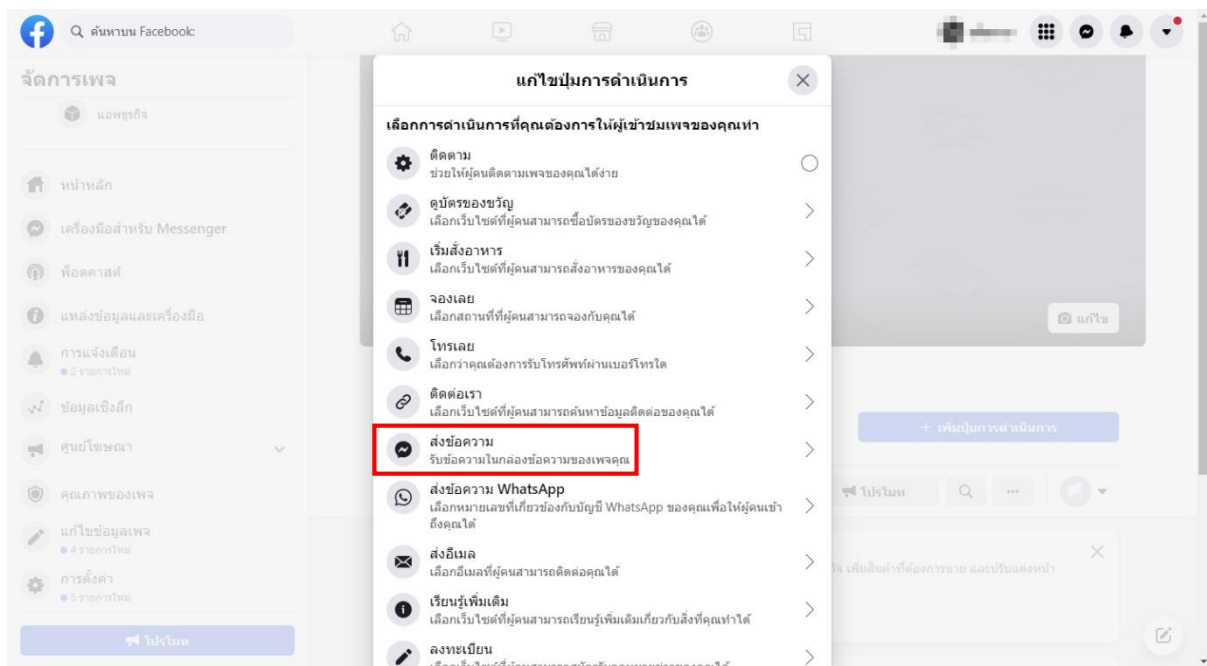 ค้นหาบน Facebook:
จัดการเพจ
แอพธุรกิจ
หน้าหลัก
เครื่องมือสำหรับ Messenger
พ็อดคาสต์
แหล่งข้อมูลและเครื่องมือ
การแจ้งเตือน
2 รายการใหม่
ข้อมูลเชิงลึก
ศูนย์โฆษณา
คุณภาพของเพจ
แก้ไขข้อมูลเพจ
4 รายการใหม่
การตั้งค่า
5 รายการใหม่
โปรโมท
แก้ไขปุ่มการดำเนินการ
เลือกการดำเนินการที่คุณต้องการให้ผู้เข้าชมเพจของคุณทำ
ติดตาม
ช่วยให้ผู้คนติดตามเพจของคุณได้ง่าย
ดูบัตรของขวัญ
เลือกเว็บไซต์ที่ผู้คนสามารถซื้อบัตรของขวัญของคุณได้
เริ่มสั่งอาหาร
เลือกเว็บไซต์ที่ผู้คนสามารถสั่งอาหารของคุณได้
จองเลย
เลือกสถานที่ที่ผู้คนสามารถจองกับคุณได้
โทรเลย
เลือกว่าคุณต้องการรับโทรศัพท์ผ่านเบอร์โทรใด
ติดต่อเรา
เลือกเว็บไซต์ที่ผู้คนสามารถค้นหาข้อมูลติดต่อของคุณได้
ส่งข้อความ
รับข้อความในกล่องข้อความของเพจคุณ
ส่งข้อความ WhatsApp
เลือกหมายเลขที่เกี่ยวข้องกับบัญชี WhatsApp ของคุณเพื่อให้ผู้คนเข้า
ถึงคุณได้
ส่งอีเมล
เลือกอีเมลที่ผู้คนสามารถติดต่อคุณได้
เรียนรู้เพิ่มเติม
เลือกเว็บไซต์ที่ผู้คนสามารถเรียนรู้เพิ่มเติมเกี่ยวกับสิ่งที่คุณทำได้
ลงทะเบียน
แก้ไข
+ เพิ่มปุ่มการดำเนินการ
โปรโมท
เพิ่มสินค้าที่ต้องการขาย และปรับแต่งหน้า